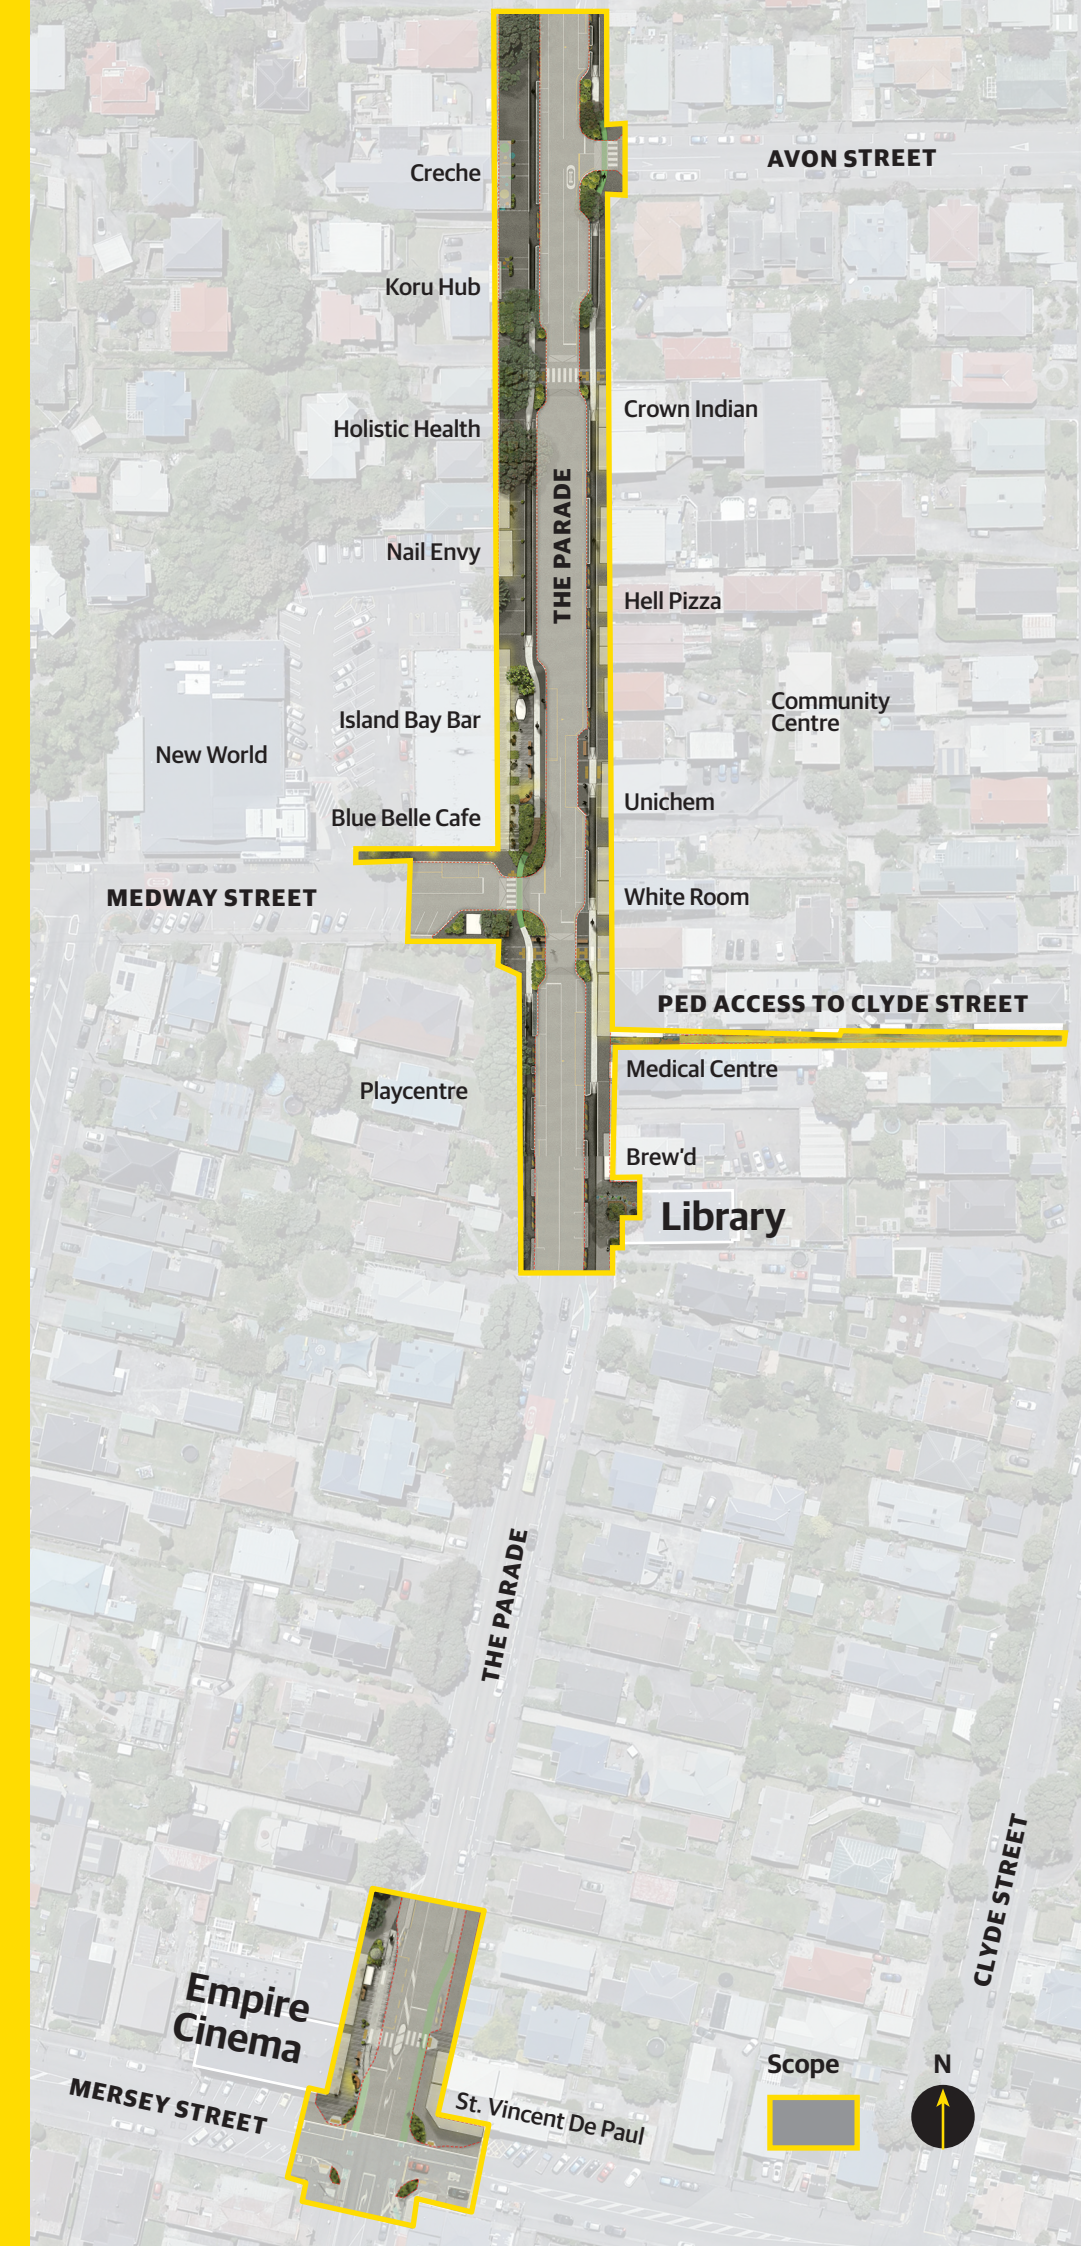 AVON STREET
Creche
Koru Hub
Crown Indian
Holistic Health
THE PARADE
Nail Envy
Hell Pizza
Community
Centre
Island Bay Bar
New World
Unichem
Blue Belle Cafe
MEDWAY STREET
White Room
PED ACCESS TO CLYDE STREET
Medical Centre
Playcentre
Brew'd
Library
THE PARADE
CLYDE STREET
Empire
Cinema
MERSEY STREET
St. Vincent De Paul
Scope
N